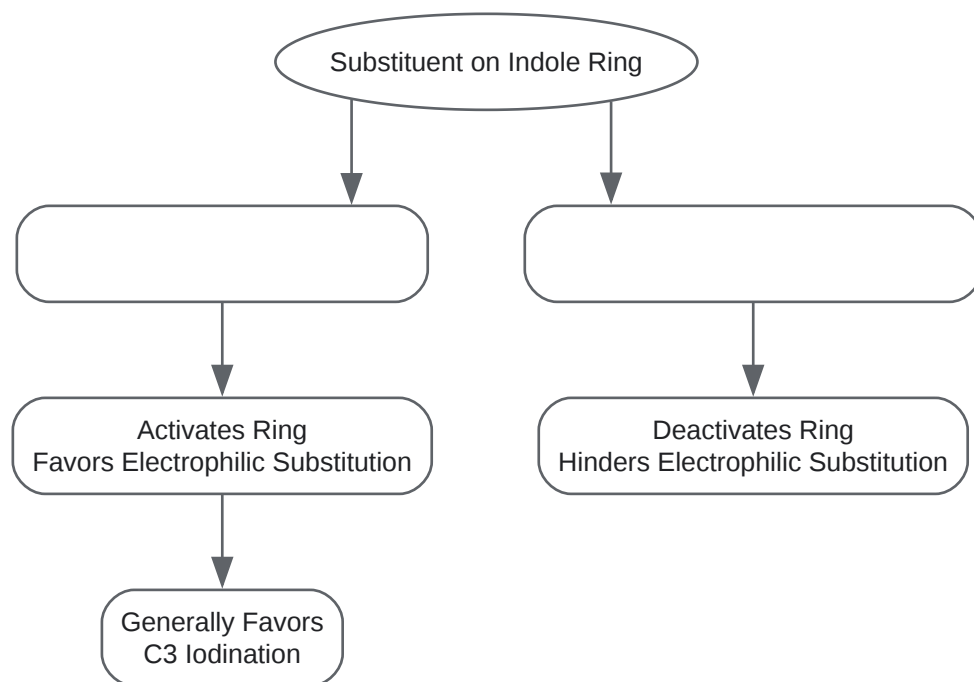 Substituent on Indole Ring
Activates Ring
Favors Electrophilic Substitution
Deactivates Ring
Hinders Electrophilic Substitution
Generally Favors
C3 Iodination